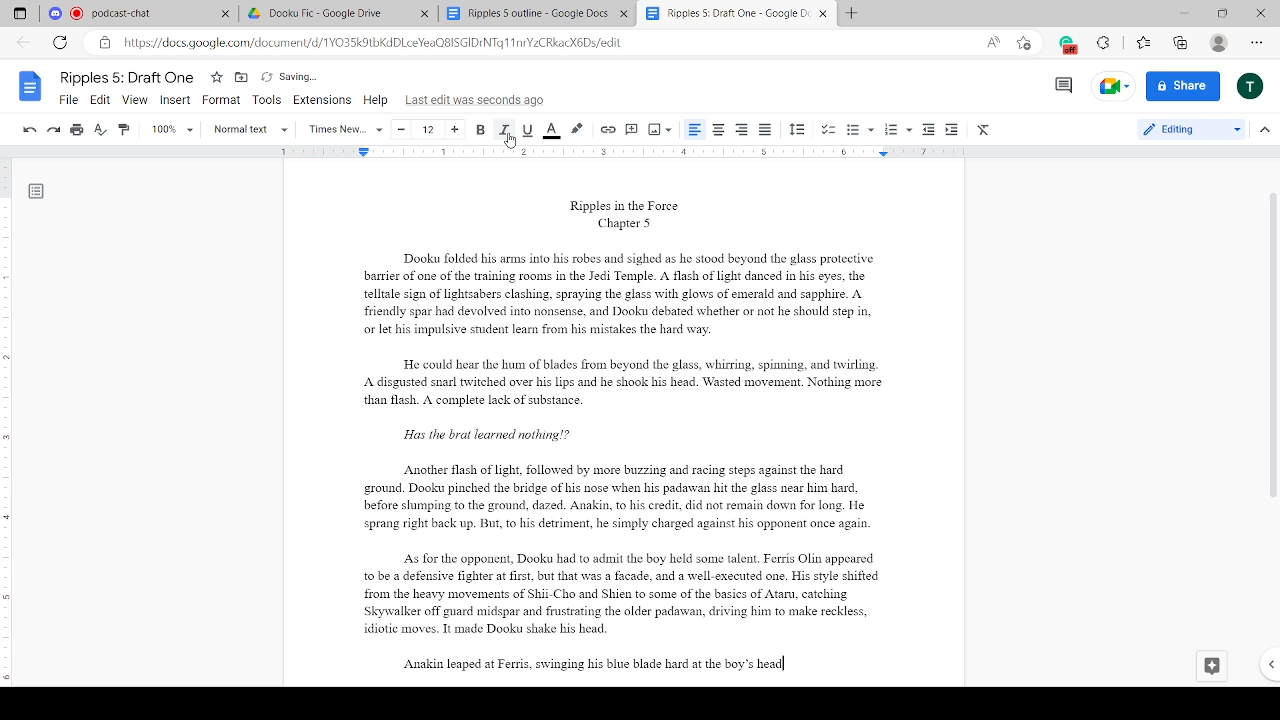 podcast-chat
Dooku Fic - Google Drive
Ripples 5 outline - Google Docs
Ripples 5: Draft One - Google Do
https://docs.google.com/document/d/1YO35k9hbKdDLceYeaQ8ISGIDrNTq11nrYzCRkacX6Ds/edit
off
Ripples 5: Draft One
Saving...
File Edit View Insert Format Tools Extensions Help Last edit was seconds ago
Share
T
100% Normal text Times New... 12 B I U A Editing
1 1 2 3 4 5 6 7
Ripples in the Force
Chapter 5
Dooku folded his arms into his robes and sighed as he stood beyond the glass protective
barrier of one of the training rooms in the Jedi Temple. A flash of light danced in his eyes, the
telltale sign of lightsabers clashing, spraying the glass with glows of emerald and sapphire. A
friendly spar had devolved into nonsense, and Dooku debated whether or not he should step in,
or let his impulsive student learn from his mistakes the hard way.
He could hear the hum of blades from beyond the glass, whirring, spinning, and twirling.
A disgusted snarl twitched over his lips and he shook his head. Wasted movement. Nothing more
than flash. A complete lack of substance.
Has the brat learned nothing!?
Another flash of light, followed by more buzzing and racing steps against the hard
ground. Dooku pinched the bridge of his nose when his padawan hit the glass near him hard,
before slumping to the ground, dazed. Anakin, to his credit, did not remain down for long. He
sprang right back up. But, to his detriment, he simply charged against his opponent once again.
As for the opponent, Dooku had to admit the boy held some talent. Ferris Olin appeared
to be a defensive fighter at first, but that was a facade, and a well-executed one. His style shifted
from the heavy movements of Shii-Cho and Shien to some of the basics of Ataru, catching
Skywalker off guard midspar and frustrating the older padawan, driving him to make reckless,
idiotic moves. It made Dooku shake his head.
Anakin leaped at Ferris, swinging his blue blade hard at the boy's head